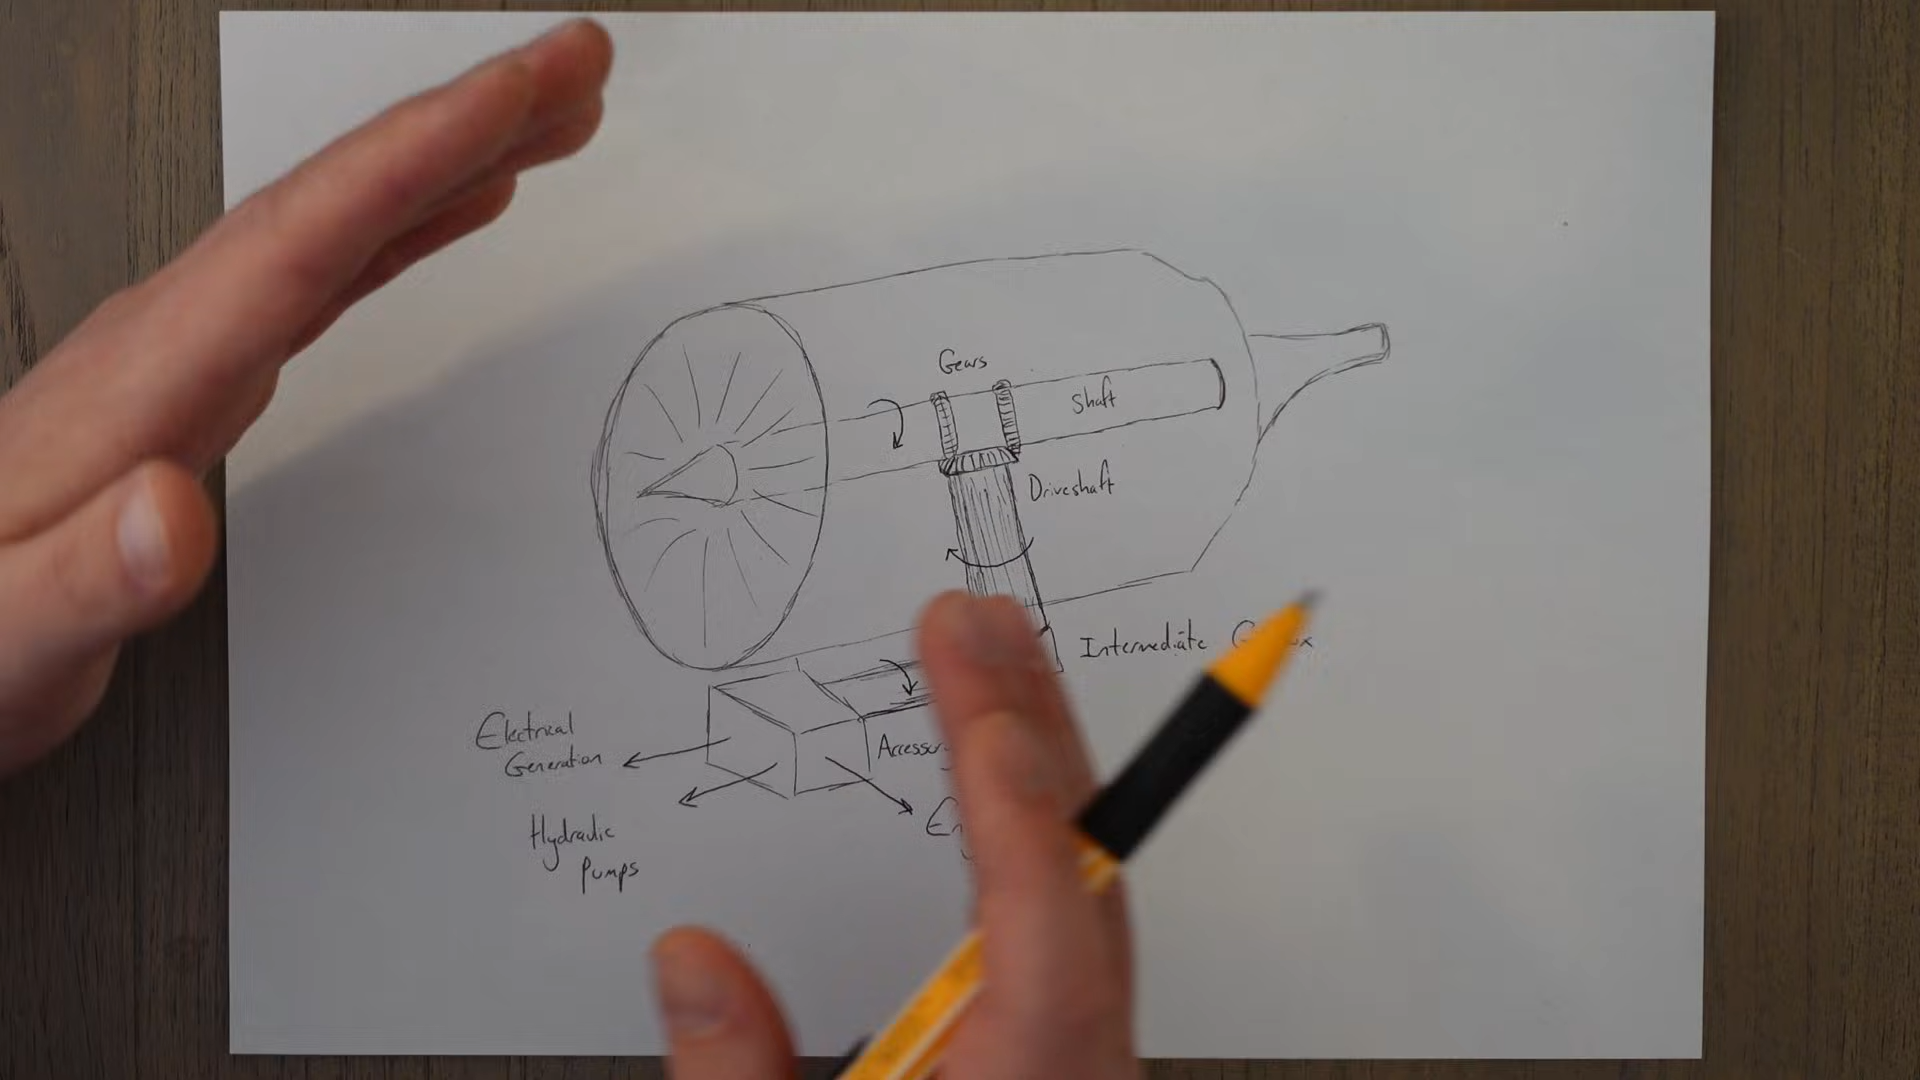 Gears
Shaft
Driveshaft
Intermediate
Electrical
Generation
Hydraulic
Pumps